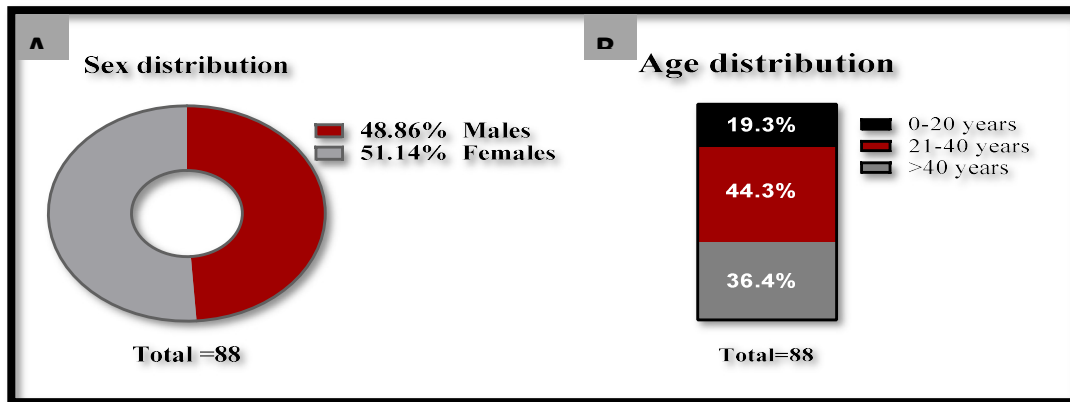 A
Sex distribution
48.86% Males
51.14% Females
Total =88
B
Age distribution
19.3%
44.3%
36.4%
0-20 years
21-40 years
>40 years
Total=88